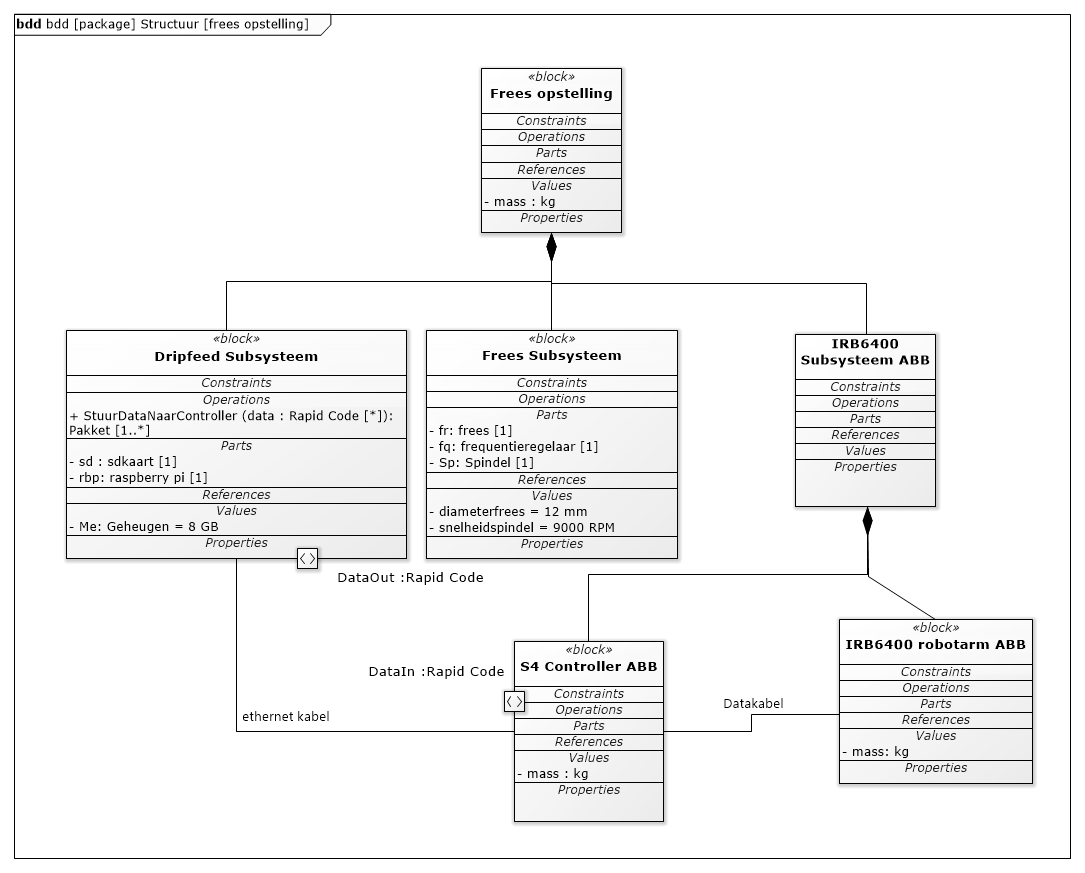 bdd bdd [package] Structuur [frees opstelling]
«block»
Frees opstelling
Constraints
Operations
Parts
References
Values
- mass : kg
Properties
«block»
Dripfeed Subsysteem
Constraints
Operations
+ StuurDataNaarController (data : Rapid Code [*]):
Pakket [1..*]
Parts
- sd : sdkaart [1]
- rbp: raspberry pi [1]
References
Values
- Me: Geheugen = 8 GB
Properties
«block»
Frees Subsysteem
Constraints
Operations
Parts
- fr: frees [1]
- fq: frequentieregelaar [1]
- Sp: Spindel [1]
References
Values
- diameterfrees = 12 mm
- snelheidspindel = 9000 RPM
Properties
IRB6400
Subsysteem ABB
Constraints
Operations
Parts
References
Values
Properties
DataOut :Rapid Code
DataIn :Rapid Code
ethernet kabel
«block»
S4 Controller ABB
Constraints
Operations
Parts
References
Values
- mass : kg
Properties
Datakabel
«block»
IRB6400 robotarm ABB
Constraints
Operations
Parts
References
Values
- mass: kg
Properties